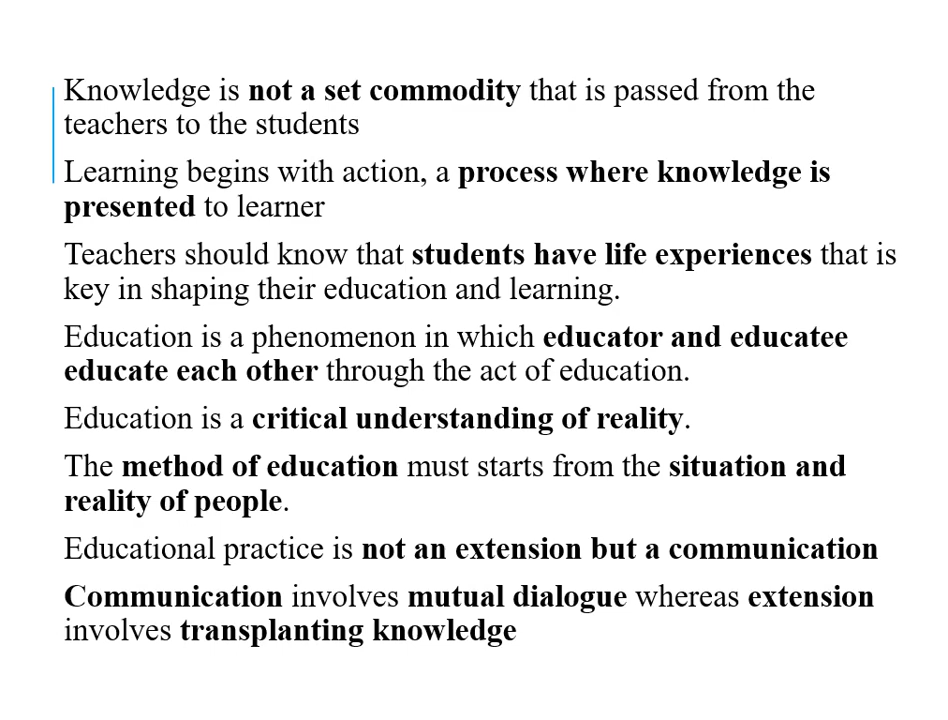 Knowledge is not a set commodity that is passed from the
teachers to the students
Learning begins with action, a process where knowledge is
presented to learner
Teachers should know that students have life experiences that is
key in shaping their education and learning.
Education is a phenomenon in which educator and educatee
educate each other through the act of education.
Education is a critical understanding of reality.
The method of education must starts from the situation and
reality of people.
Educational practice is not an extension but a communication
Communication involves mutual dialogue whereas extension
involves transplanting knowledge